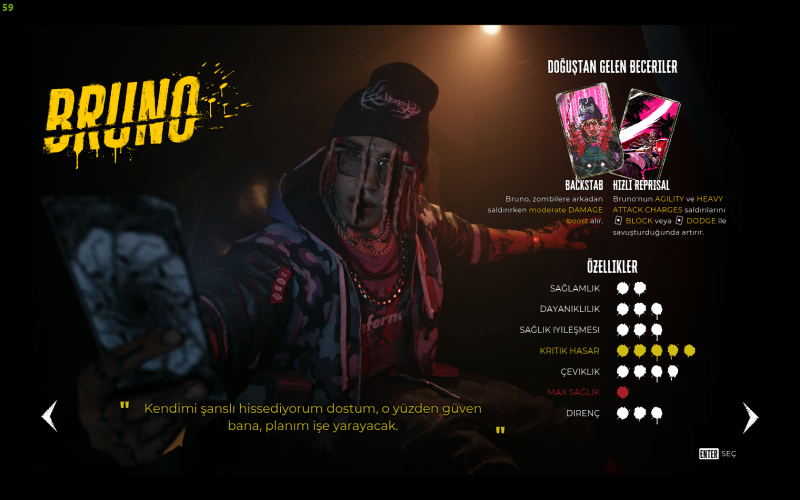 59
BRUNO
DOĞUŞTAN GELEN BECERILER
BACKSTAB
Bruno, zombilere arkadan
saldırırken moderate DAMAGE
boost alır.
HIZLI REPRISAL
Bruno'nun AGILITY ve HEAVY
ATTACK CHARGES saldırılarını
BLOCK veya DODGE ile
savuşturduğunda artırır.
ÖZELLIKLER
SAĞLAMLIK
DAYANIKLILIK
SAĞLIK IYILEŞMESI
KRITIK HASAR
ÇEVIKLIK
MAX SAĞLIK
DIRENÇ
" Kendimi şanslı hissediyorum dostum, o yüzden güven
bana, planım işe yarayacak. "
ENTER SEÇ